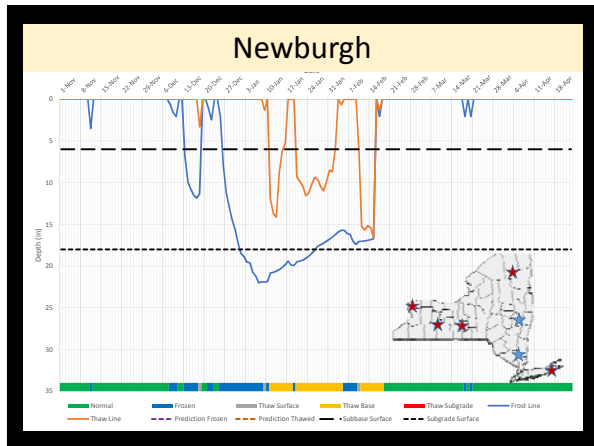 Newburgh
1-Nov 8-Nov 15-Nov 22-Nov 29-Nov 6-Dec 13-Dec 20-Dec 27-Dec 3-Jan 10-Jan 17-Jan 24-Jan 31-Jan 7-Feb 14-Feb 21-Feb 28-Feb 7-Mar 14-Mar 21-Mar 28-Mar 4-Apr 11-Apr 18-Apr
0
5
10
15
20
25
30
35
Depth (in)
Normal Frozen Thaw Surface Thaw Base Thaw Subgrade Frost Line
Thaw Line Prediction Frozen Prediction Thawed Subbase Surface Subgrade Surface